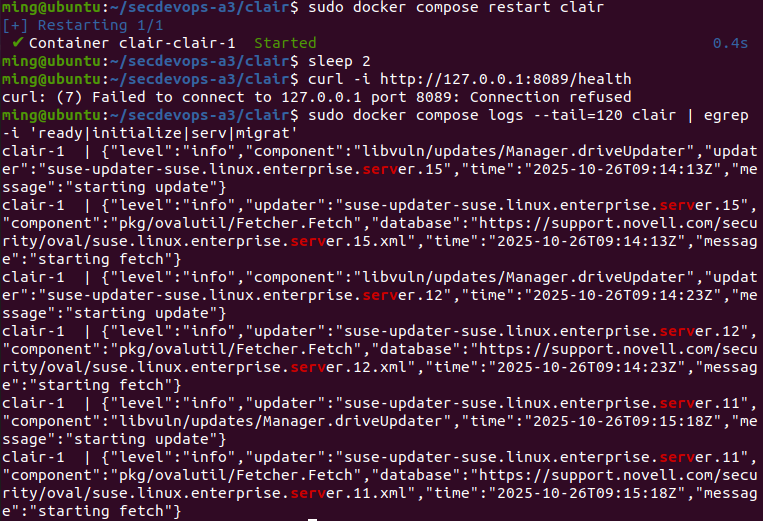 ming@ubuntu:~/secdevops-a3/clair$ sudo docker compose restart clair
[+] Restarting 1/1
✔ Container clair-clair-1  Started 0.4s
ming@ubuntu:~/secdevops-a3/clair$ sleep 2
ming@ubuntu:~/secdevops-a3/clair$ curl -i http://127.0.0.1:8089/health
curl: (7) Failed to connect to 127.0.0.1 port 8089: Connection refused
ming@ubuntu:~/secdevops-a3/clair$ sudo docker compose logs --tail=120 clair | egrep
-i 'ready|initialize|serv|migrat'
clair-1  | {"level":"info","component":"libvuln/updates/Manager.driveUpdater","updat
er":"suse-updater-suse.linux.enterprise.server.15","time":"2025-10-26T09:14:13Z","me
ssage":"starting update"}
clair-1  | {"level":"info","updater":"suse-updater-suse.linux.enterprise.server.15",
"component":"pkg/ovalutil/Fetcher.Fetch","database":"https://support.novell.com/secu
rity/oval/suse.linux.enterprise.server.15.xml","time":"2025-10-26T09:14:13Z","messag
e":"starting fetch"}
clair-1  | {"level":"info","component":"libvuln/updates/Manager.driveUpdater","updat
er":"suse-updater-suse.linux.enterprise.server.12","time":"2025-10-26T09:14:23Z","me
ssage":"starting update"}
clair-1  | {"level":"info","updater":"suse-updater-suse.linux.enterprise.server.12",
"component":"pkg/ovalutil/Fetcher.Fetch","database":"https://support.novell.com/secu
rity/oval/suse.linux.enterprise.server.12.xml","time":"2025-10-26T09:14:23Z","messag
e":"starting fetch"}
clair-1  | {"level":"info","updater":"suse-updater-suse.linux.enterprise.server.11",
"component":"libvuln/updates/Manager.driveUpdater","time":"2025-10-26T09:15:18Z","me
ssage":"starting update"}
clair-1  | {"level":"info","updater":"suse-updater-suse.linux.enterprise.server.11",
"component":"pkg/ovalutil/Fetcher.Fetch","database":"https://support.novell.com/secu
rity/oval/suse.linux.enterprise.server.11.xml","time":"2025-10-26T09:15:18Z","messag
e":"starting fetch"}